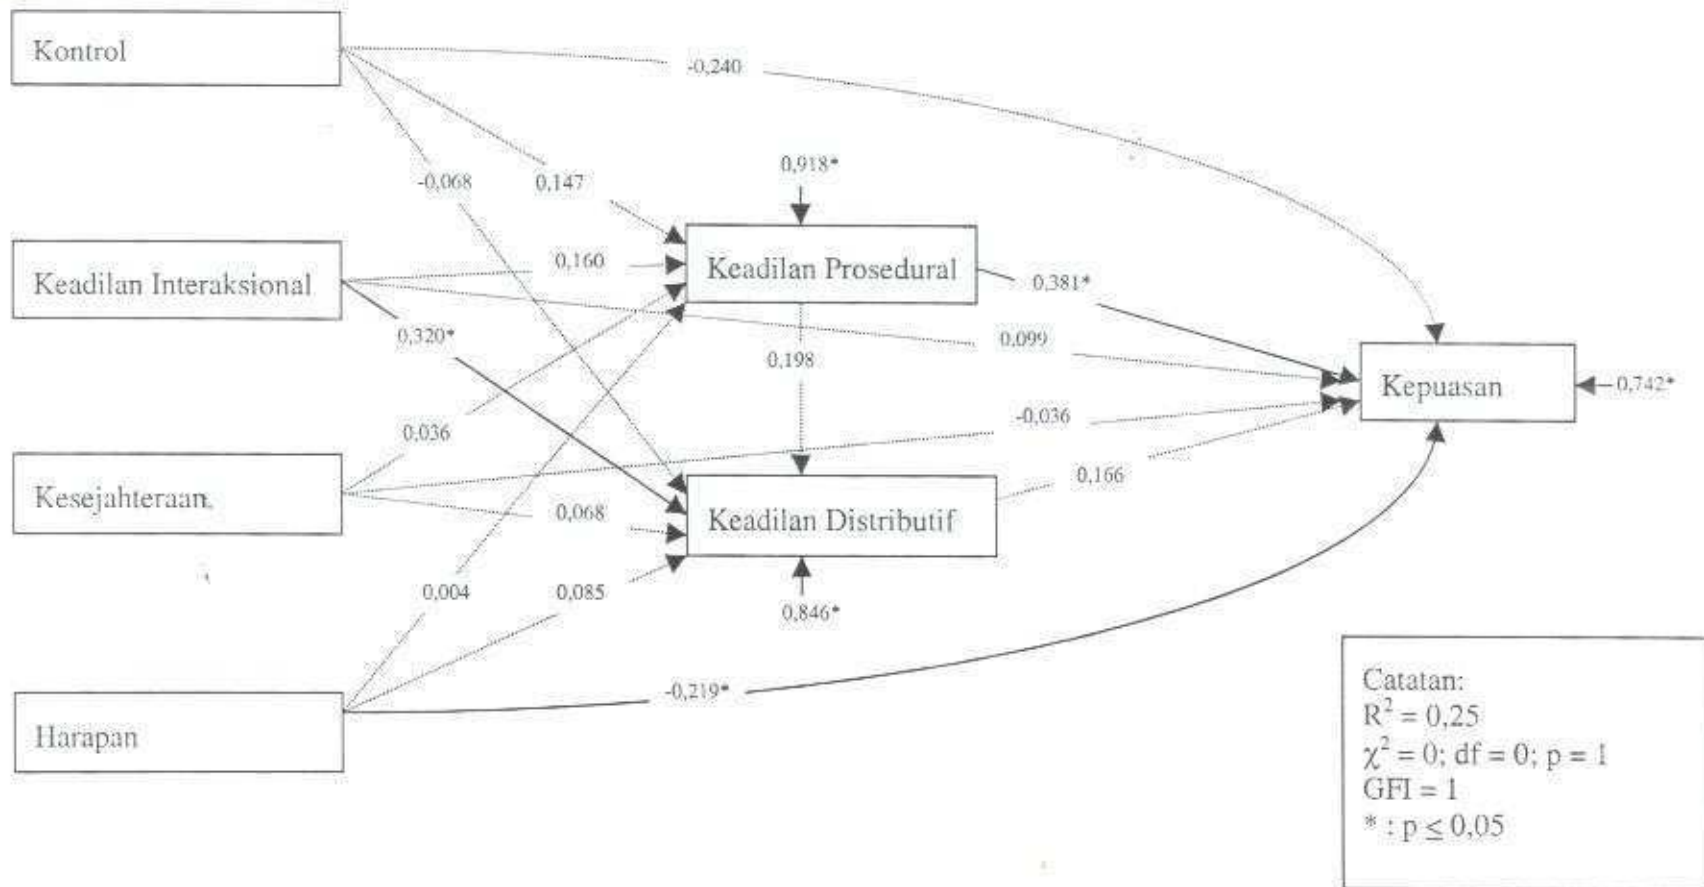 Kontrol
-0,240
-0,068
0,147
0,918*
Keadilan Interaksional
0,160
Keadilan Prosedural
0,381*
0,320*
0,198
0,099
Kepuasan
0,742*
-0,036
0,036
Kesejahteraan
0,068
Keadilan Distributif
0,166
0,004
0,085
0,846*
Harapan
-0,219*
Catatan:
R² = 0,25
χ² = 0; df = 0; p = 1
GFI = 1
* : p ≤ 0,05